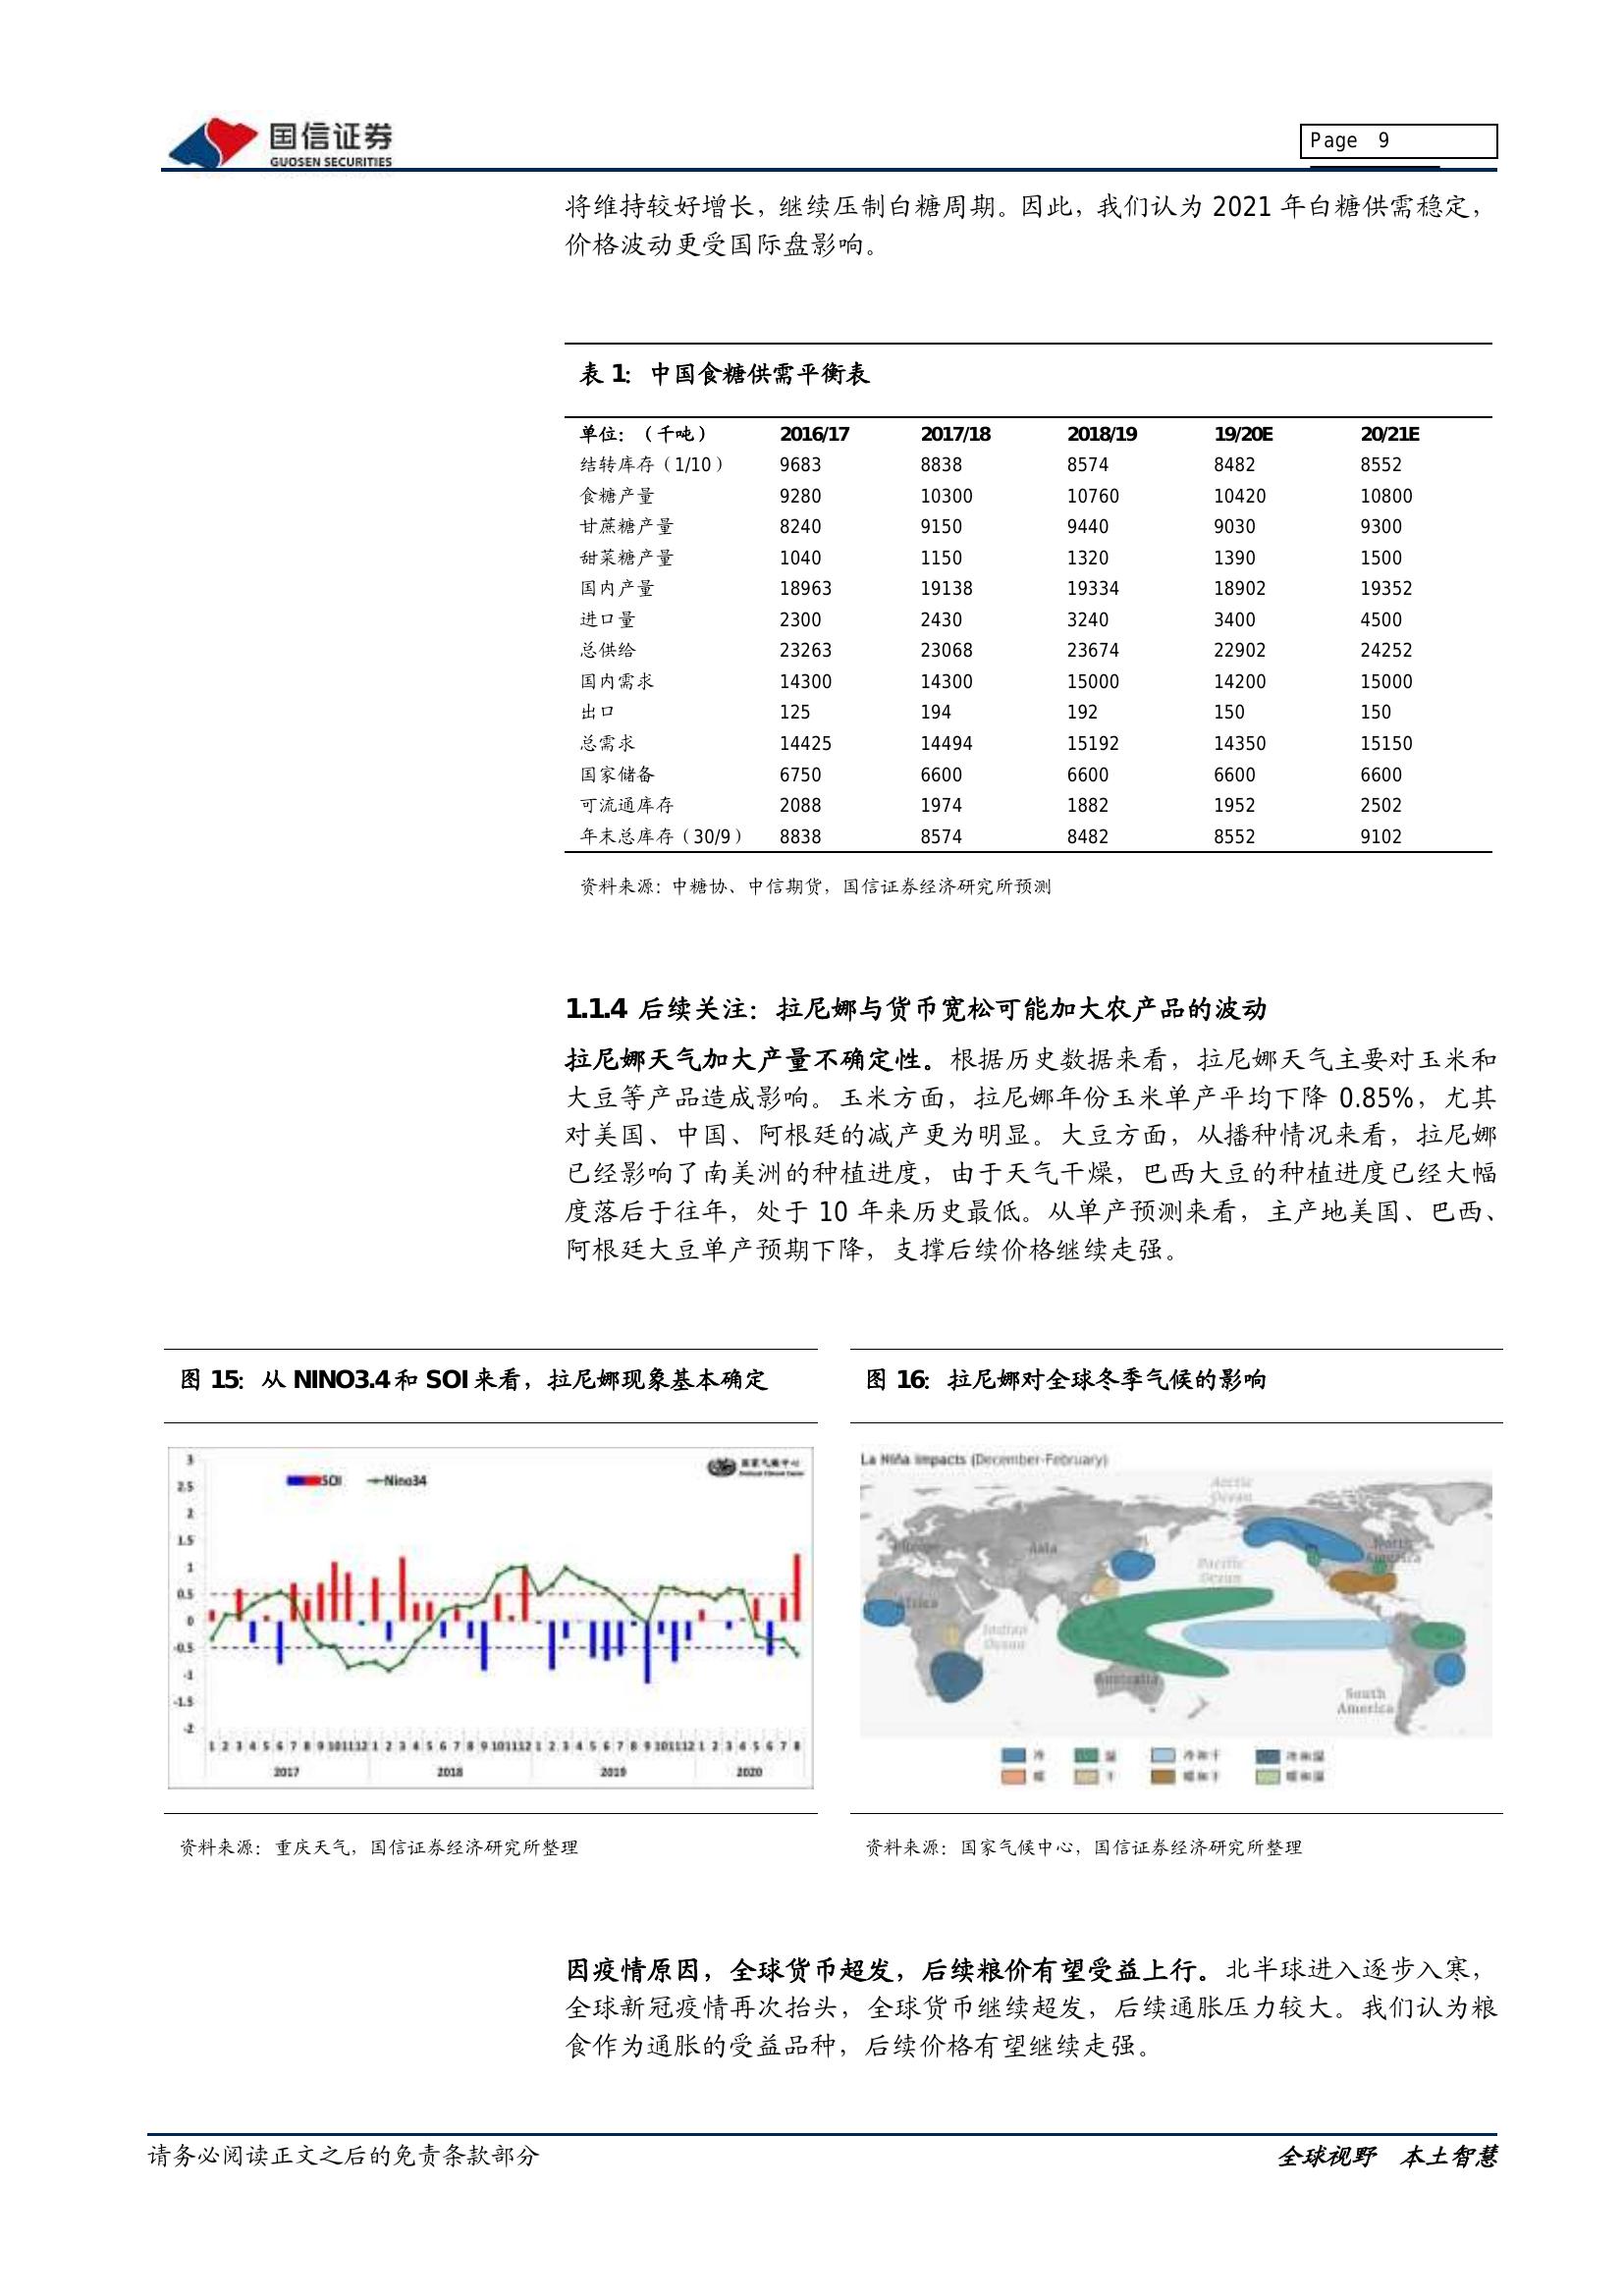 国信证券
GUOSEN SECURITIES
Page 9
将维持较好增长，继续压制白糖周期。因此，我们认为 2021 年白糖供需稳定，
价格波动更受国际盘影响。
表 1：中国食糖供需平衡表
单位：（千吨） 2016/17 2017/18 2018/19 19/20E 20/21E
结转库存（1/10） 9683 8838 8574 8482 8552
食糖产量 9280 10300 10760 10420 10800
甘蔗糖产量 8240 9150 9440 9030 9300
甜菜糖产量 1040 1150 1320 1390 1500
国内产量 18963 19138 19334 18902 19352
进口量 2300 2430 3240 3400 4500
总供给 23263 23068 23674 22902 24252
国内需求 14300 14300 15000 14200 15000
出口 125 194 192 150 150
总需求 14425 14494 15192 14350 15150
国家储备 6750 6600 6600 6600 6600
可流通库存 2088 1974 1882 1952 2502
年末总库存（30/9） 8838 8574 8482 8552 9102
资料来源：中糖协、中信期货，国信证券经济研究所预测
1.1.4 后续关注：拉尼娜与货币宽松可能加大农产品的波动
拉尼娜天气加大产量不确定性。根据历史数据来看，拉尼娜天气主要对玉米和
大豆等产品造成影响。玉米方面，拉尼娜年份玉米单产平均下降 0.85%，尤其
对美国、中国、阿根廷的减产更为明显。大豆方面，从播种情况来看，拉尼娜
已经影响了南美洲的种植进度，由于天气干燥，巴西大豆的种植进度已经大幅
度落后于往年，处于 10 年来历史最低。从单产预测来看，主产地美国、巴西、
阿根廷大豆单产预期下降，支撑后续价格继续走强。
图 15：从 NINO3.4 和 SOI 来看，拉尼娜现象基本确定
国家气候中心
SOI Nino34
3
2.5
2
1.5
1
0.5
0
-0.5
-1
-1.5
-2
1 2 3 4 5 6 7 8 9 10 11 12 1 2 3 4 5 6 7 8 9 10 11 12 1 2 3 4 5 6 7 8 9 10 11 12 1 2 3 4 5 6 7 8
2017 2018 2019 2020
资料来源：重庆天气，国信证券经济研究所整理
图 16：拉尼娜对全球冬季气候的影响
La Niña Impacts (December-February)
Arctic
Ocean
Europe
Asia
North
America
Pacific
Ocean
Africa
Indian
Ocean
Australia
South
America
冷 湿 冷和干 冷和湿
暖 干 暖和干 暖和湿
资料来源：国家气候中心，国信证券经济研究所整理
因疫情原因，全球货币超发，后续粮价有望受益上行。北半球进入逐步入寒，
全球新冠疫情再次抬头，全球货币继续超发，后续通胀压力较大。我们认为粮
食作为通胀的受益品种，后续价格有望继续走强。
请务必阅读正文之后的免责条款部分
全球视野 本土智慧